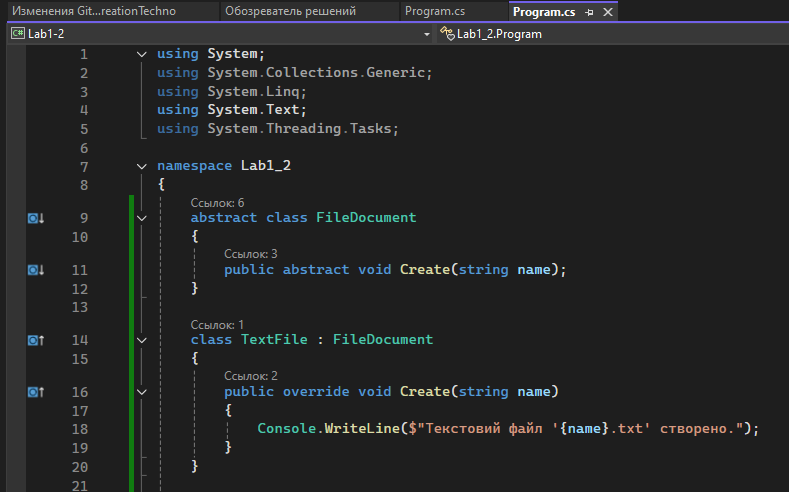 Изменения Git...reationTechno Обозреватель решений Program.cs Program.cs
C# Lab1-2 Lab1_2.Program
1 using System;
2 using System.Collections.Generic;
3 using System.Linq;
4 using System.Text;
5 using System.Threading.Tasks;
6
7 namespace Lab1_2
8 {
Ссылок: 6
9 abstract class FileDocument
10 {
Ссылок: 3
11 public abstract void Create(string name);
12 }
13
Ссылок: 1
14 class TextFile : FileDocument
15 {
Ссылок: 2
16 public override void Create(string name)
17 {
18 Console.WriteLine($"Текстовий файл '{name}.txt' створено.");
19 }
20 }
21